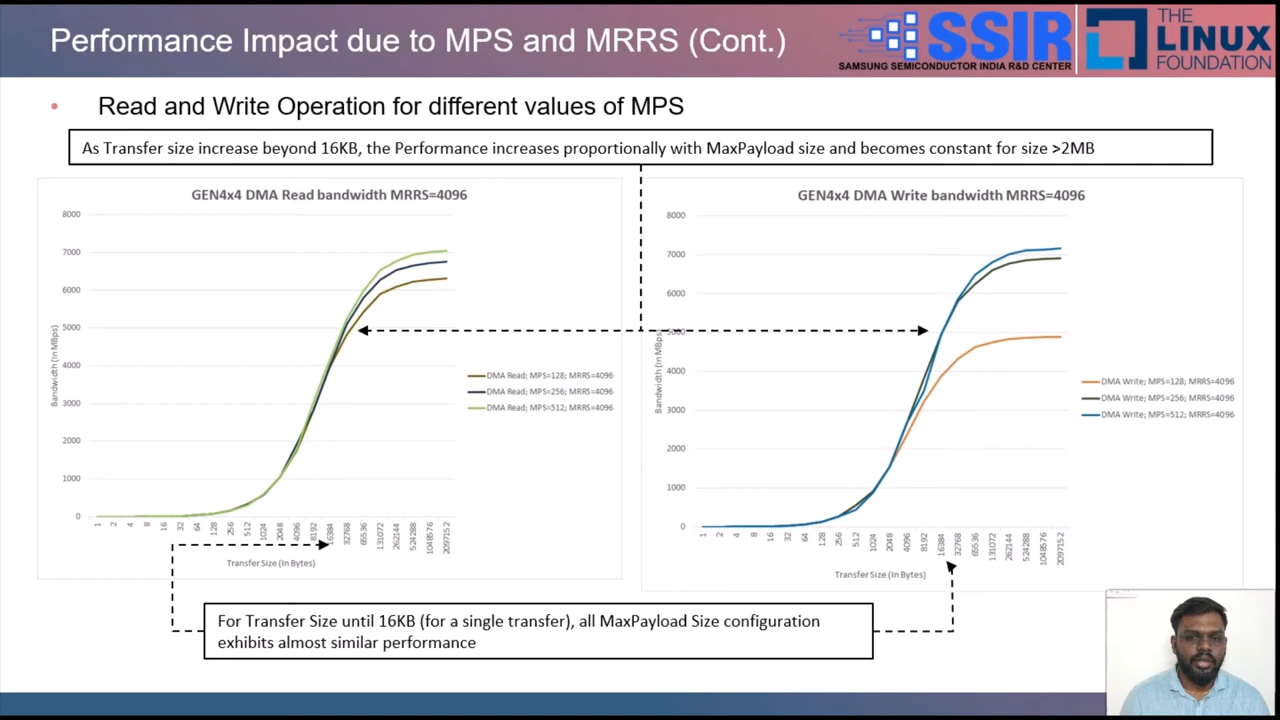 Performance Impact due to MPS and MRRS (Cont.)
SSIR
SAMSUNG SEMICONDUCTOR INDIA R&D CENTER
THE
LINUX
FOUNDATION
• Read and Write Operation for different values of MPS
As Transfer size increase beyond 16KB, the Performance increases proportionally with MaxPayload size and becomes constant for size >2MB
GEN4x4 DMA Read bandwidth MRRS=4096
8000
7000
6000
5000
4000
3000
2000
1000
0
Bandwidth (In MBps)
1 2 4 8 16 32 64 128 256 512 1024 2048 4096 8192 16384 32768 65536 131072 262144 524288 1048576 2097152
Transfer Size (In Bytes)
DMA Read; MPS=128; MRRS=4096
DMA Read; MPS=256; MRRS=4096
DMA Read; MPS=512; MRRS=4096
GEN4x4 DMA Write bandwidth MRRS=4096
8000
7000
6000
5000
4000
3000
2000
1000
0
Bandwidth (In MBps)
1 2 4 8 16 32 64 128 256 512 1024 2048 4096 8192 16384 32768 65536 131072 262144 524288 1048576 2097152
Transfer Size (In Bytes)
DMA Write; MPS=128; MRRS=4096
DMA Write; MPS=256; MRRS=4096
DMA Write; MPS=512; MRRS=4096
For Transfer Size until 16KB (for a single transfer), all MaxPayload Size configuration
exhibits almost similar performance